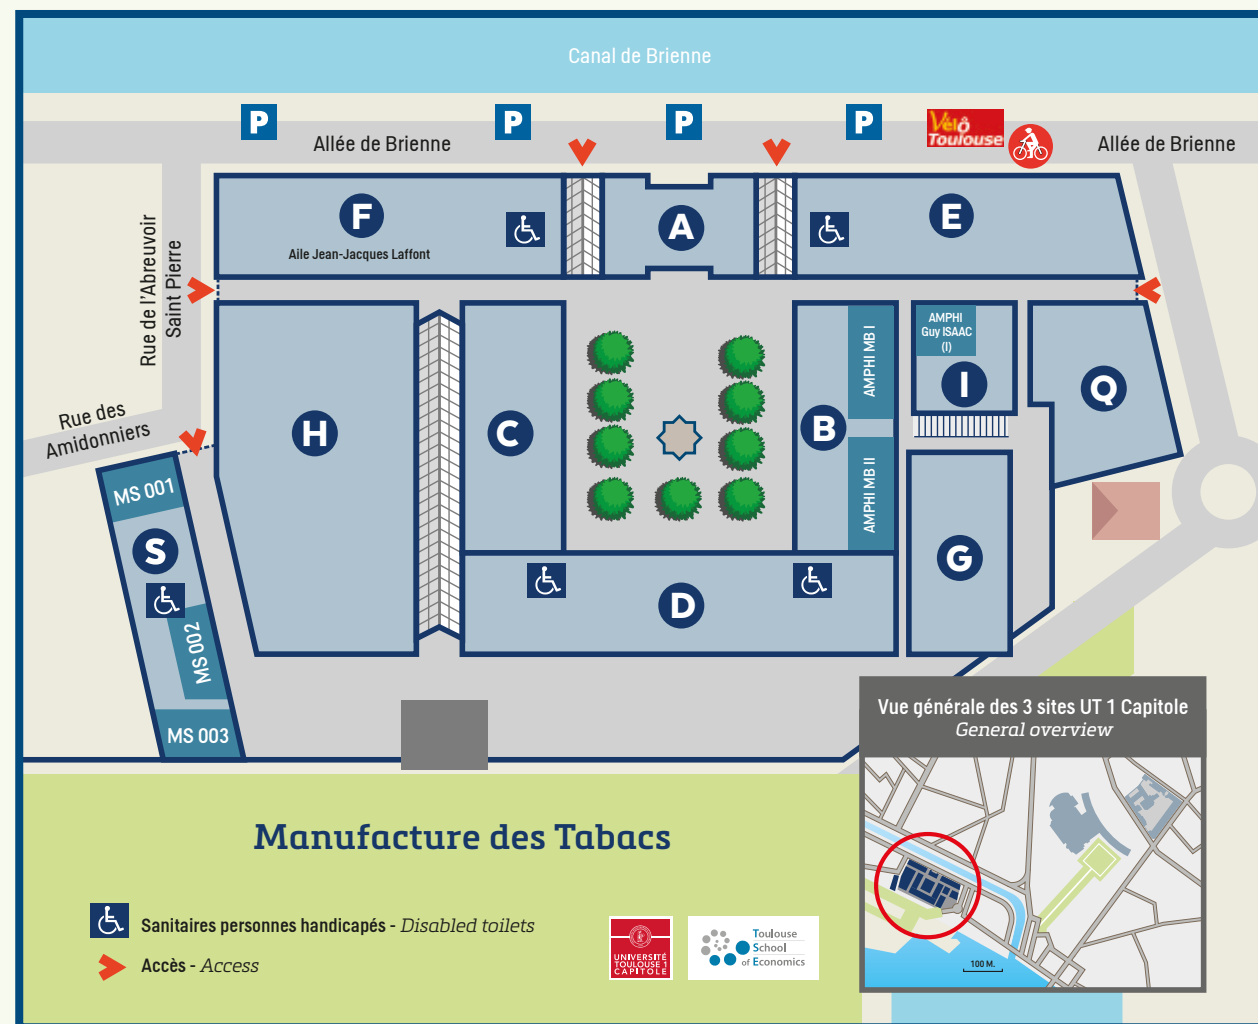 Canal de Brienne
P
P
P
P
Vélô
Toulouse
Allée de Brienne
Allée de Brienne
F
Aile Jean-Jacques Laffont
A
E
Rue de l'Abreuvoir
Saint Pierre
Rue des
Amidonniers
H
C
B
AMPHI MB I
AMPHI MB II
AMPHI
Guy ISAAC
(I)
I
Q
G
D
MS 001
S
MS 002
MS 003
Vue générale des 3 sites UT 1 Capitole
General overview
100 M.
Manufacture des Tabacs
Sanitaires personnes handicapés - Disabled toilets
Accès - Access
UNIVERSITÉ
TOULOUSE 1
CAPITOLE
Toulouse
School
of Economics